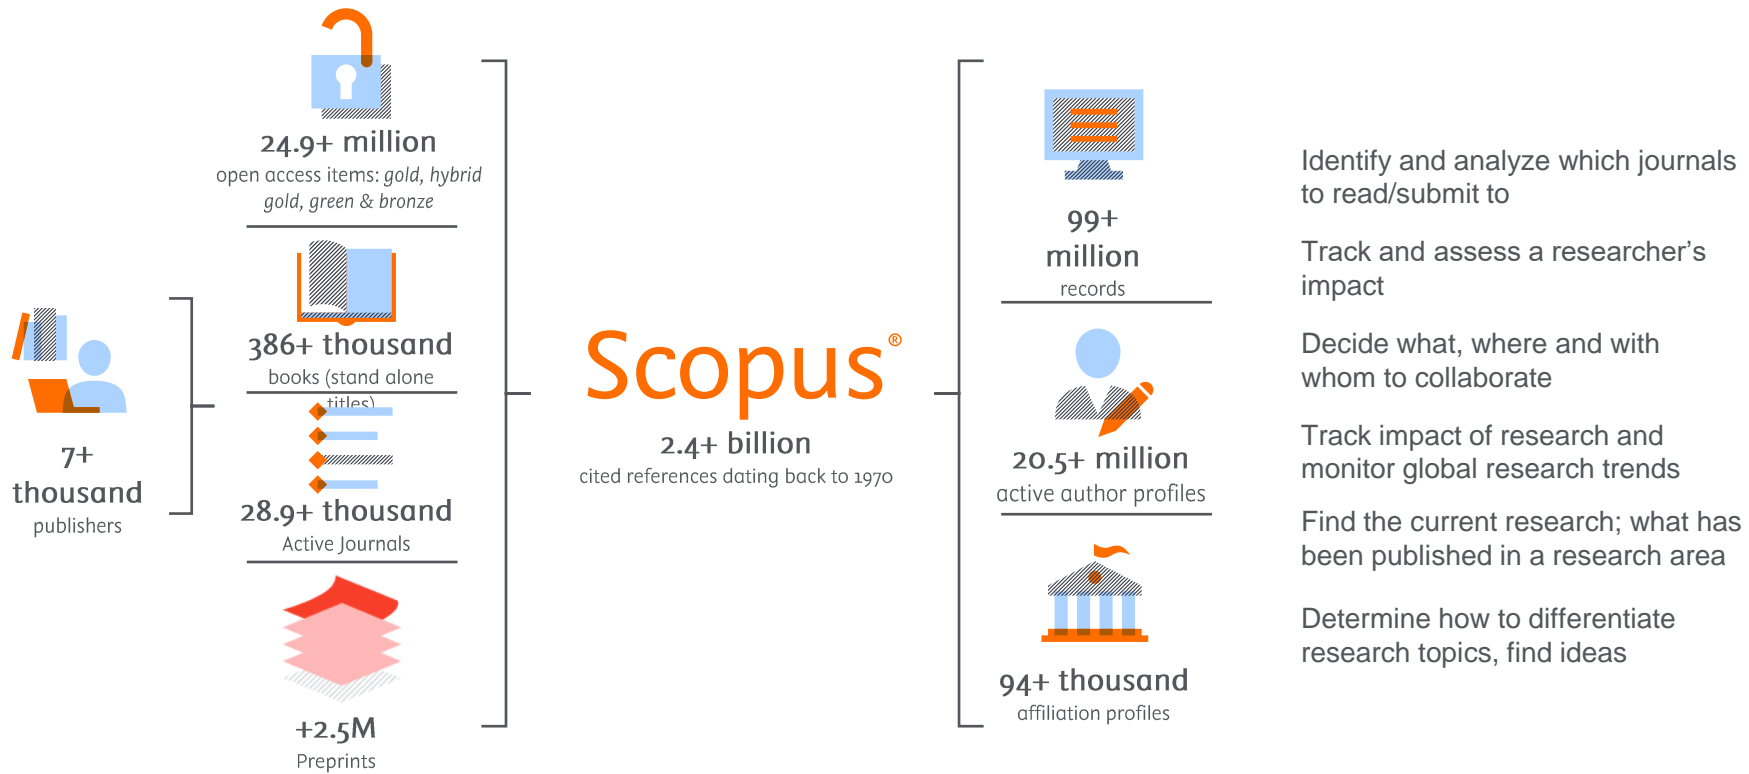 7+
thousand
publishers
24.9+ million
open access items: gold, hybrid
gold, green & bronze
386+ thousand
books (stand alone
titles)
28.9+ thousand
Active Journals
+2.5M
Preprints
Scopus®
2.4+ billion
cited references dating back to 1970
99+
million
records
20.5+ million
active author profiles
94+ thousand
affiliation profiles
Identify and analyze which journals
to read/submit to
Track and assess a researcher’s
impact
Decide what, where and with
whom to collaborate
Track impact of research and
monitor global research trends
Find the current research; what has
been published in a research area
Determine how to differentiate
research topics, find ideas